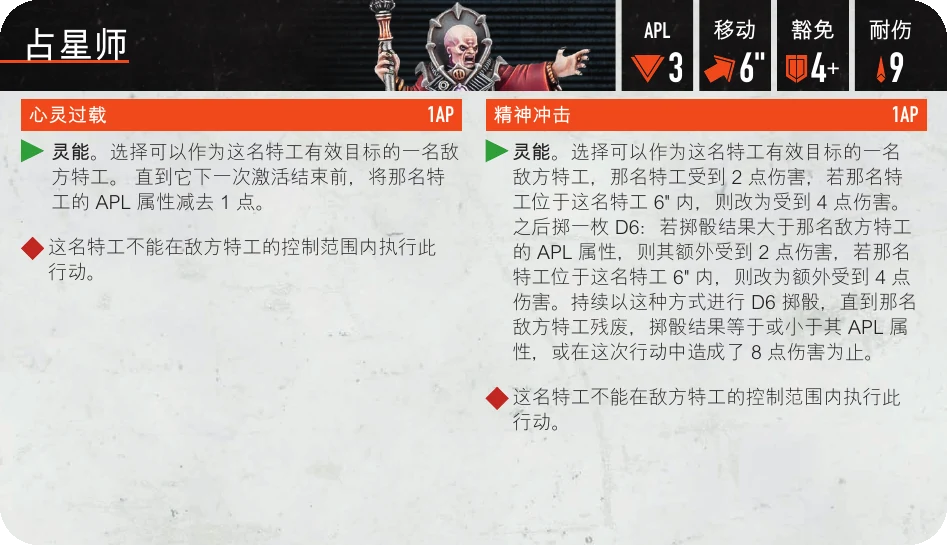 占星师
APL
3
移动
6"
豁免
4+
耐伤
9
心灵过载 1AP
灵能。选择可以作为这名特工有效目标的一名敌
方特工。 直到它下一次激活结束前，将那名特
工的 APL 属性减去 1 点。
这名特工不能在敌方特工的控制范围内执行此
行动。
精神冲击 1AP
灵能。选择可以作为这名特工有效目标的一名
敌方特工，那名特工受到 2 点伤害，若那名特
工位于这名特工 6" 内，则改为受到 4 点伤害。
之后掷一枚 D6：若掷骰结果大于那名敌方特工
的 APL 属性，则其额外受到 2 点伤害，若那名
特工位于这名特工 6" 内，则改为额外受到 4 点
伤害。持续以这种方式进行 D6 掷骰，直到那名
敌方特工残废，掷骰结果等于或小于其 APL 属
性，或在这次行动中造成了 8 点伤害为止。
这名特工不能在敌方特工的控制范围内执行此
行动。